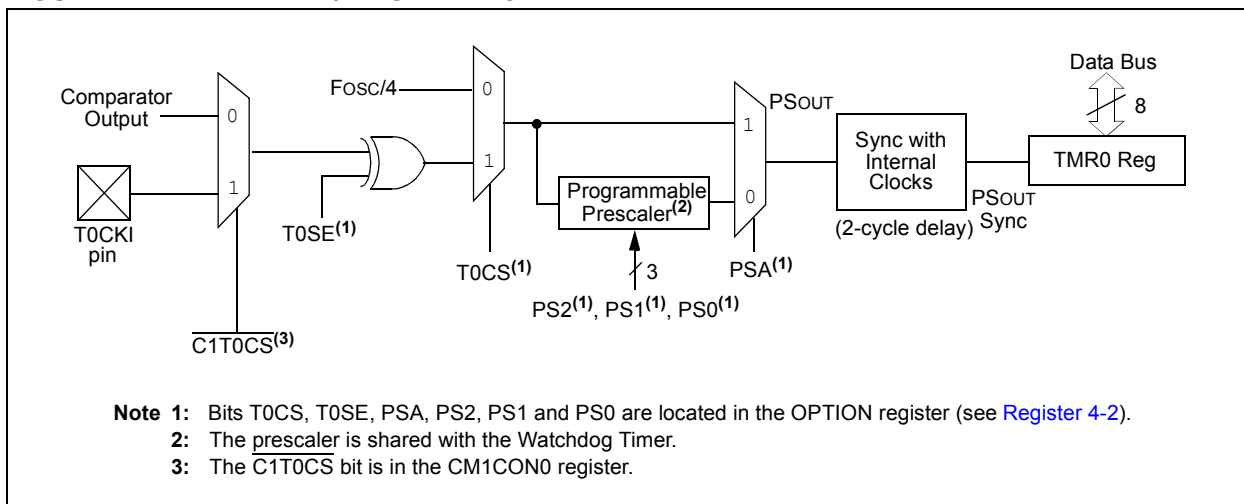 Data Bus
8
FOSC/4
0
1
Comparator
Output
0
1
T0CKI
pin
T0SE(1)
T0CS(1)
C1T0CS(3)
Programmable
Prescaler(2)
3
PS2(1), PS1(1), PS0(1)
PSOUT
1
0
PSA(1)
Sync with
Internal
Clocks
(2-cycle delay)
PSOUT
Sync
TMR0 Reg
Note 1: Bits T0CS, T0SE, PSA, PS2, PS1 and PS0 are located in the OPTION register (see Register 4-2).
2: The prescaler is shared with the Watchdog Timer.
3: The C1T0CS bit is in the CM1CON0 register.